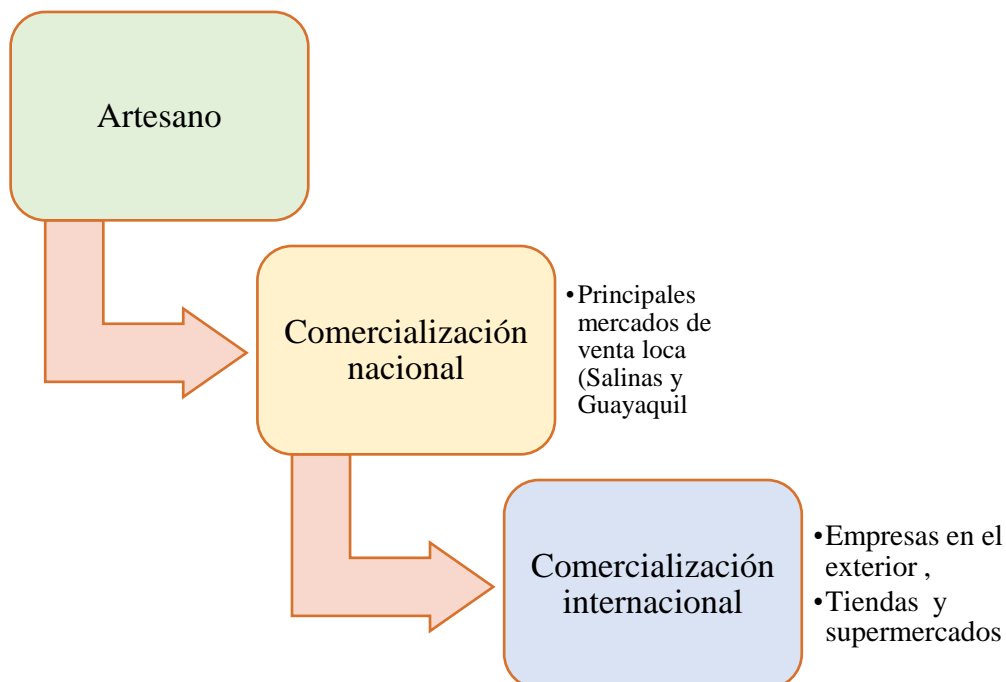 Artesano
Comercialización
nacional
•Principales
mercados de
venta loca
(Salinas y
Guayaquil
Comercialización
internacional
•Empresas en el
exterior ,
•Tiendas y
supermercados